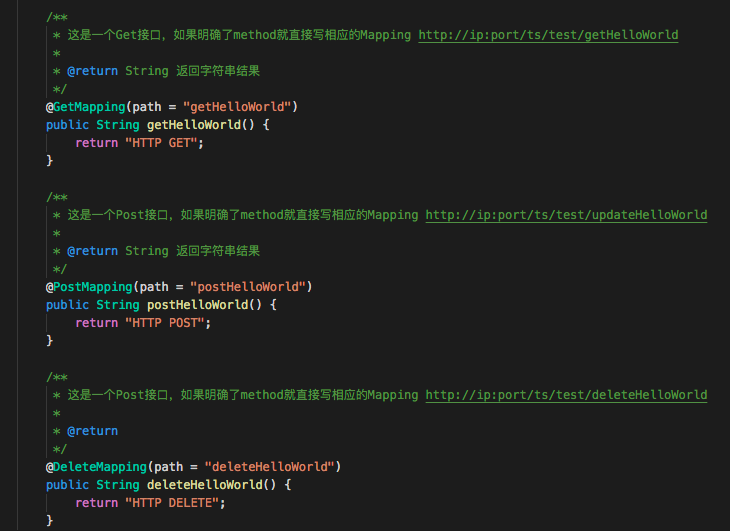 /**
 * 这是一个Get接口，如果明确了method就直接写相应的Mapping http://ip:port/ts/test/getHelloWorld
 *
 * @return String 返回字符串结果
 */
@GetMapping(path = "getHelloWorld")
public String getHelloWorld() {
    return "HTTP GET";
}

/**
 * 这是一个Post接口，如果明确了method就直接写相应的Mapping http://ip:port/ts/test/updateHelloWorld
 *
 * @return String 返回字符串结果
 */
@PostMapping(path = "postHelloWorld")
public String postHelloWorld() {
    return "HTTP POST";
}

/**
 * 这是一个Post接口，如果明确了method就直接写相应的Mapping http://ip:port/ts/test/deleteHelloWorld
 *
 * @return
 */
@DeleteMapping(path = "deleteHelloWorld")
public String deleteHelloWorld() {
    return "HTTP DELETE";
}